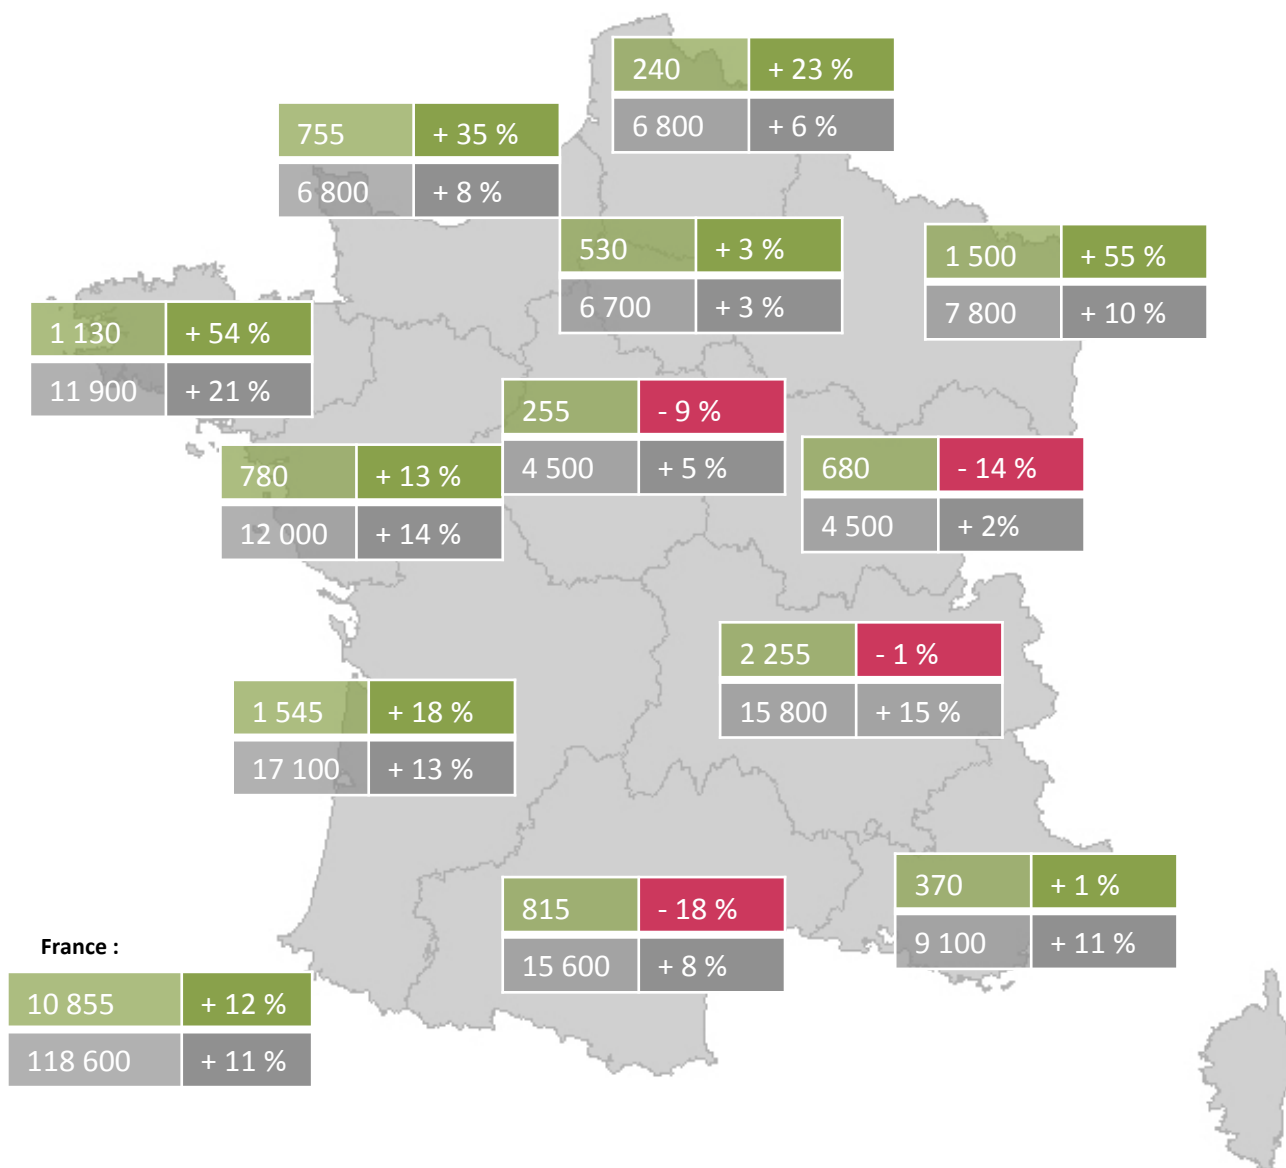 240 + 23 %
6 800 + 6 %
755 + 35 %
6 800 + 8 %
530 + 3 %
6 700 + 3 %
1 500 + 55 %
7 800 + 10 %
1 130 + 54 %
11 900 + 21 %
255 - 9 %
4 500 + 5 %
680 - 14 %
4 500 + 2%
780 + 13 %
12 000 + 14 %
2 255 - 1 %
15 800 + 15 %
1 545 + 18 %
17 100 + 13 %
370 + 1 %
9 100 + 11 %
815 - 18 %
15 600 + 8 %
France :
10 855 + 12 %
118 600 + 11 %